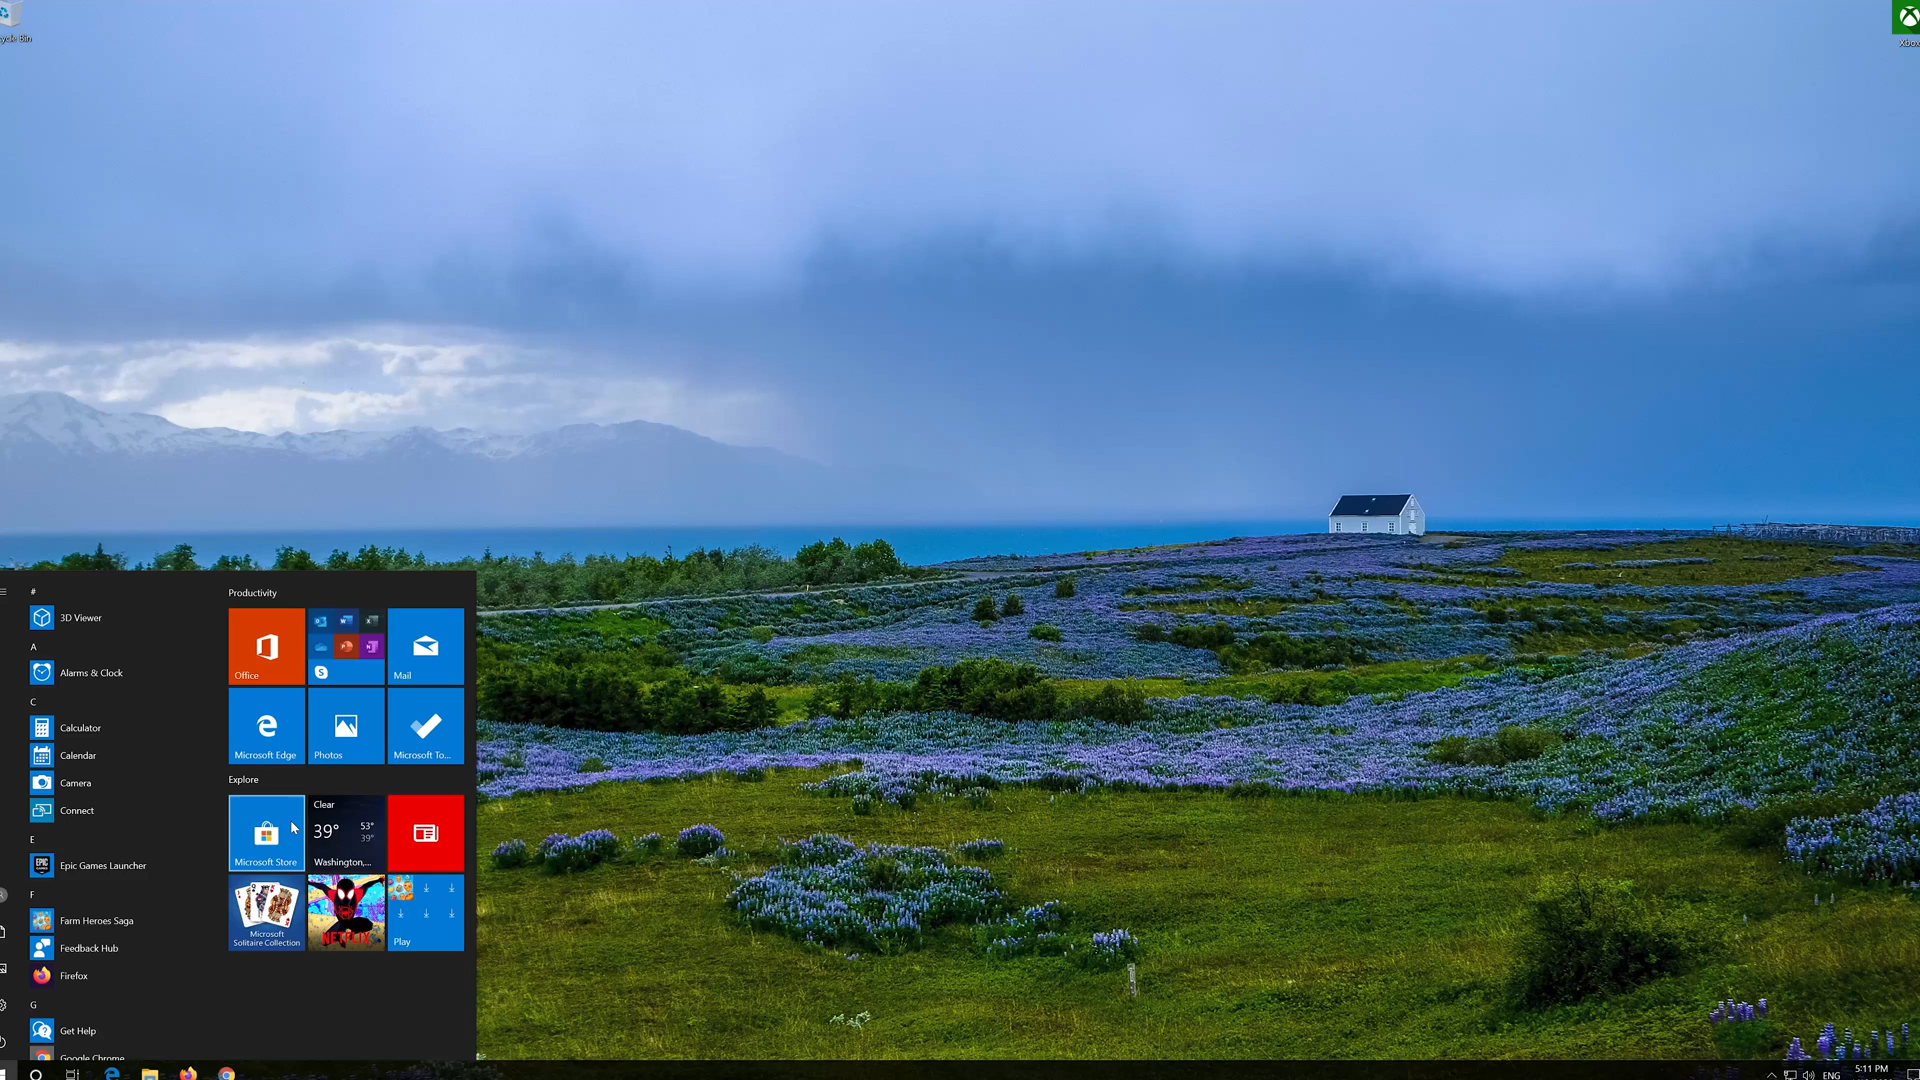 Xbox
#
3D Viewer
A
Alarms & Clock
C
Calculator
Calendar
Camera
Connect
E
EPIC
Epic Games Launcher
F
Farm Heroes Saga
Feedback Hub
Firefox
G
Get Help
Google Chrome
Productivity
Office
Mail
Microsoft Edge
Photos
Microsoft To...
Explore
Microsoft Store
Clear
39°
53°
39°
Washington,...
Microsoft
Solitaire Collection
NETFLIX
Play
ENG
5:11 PM